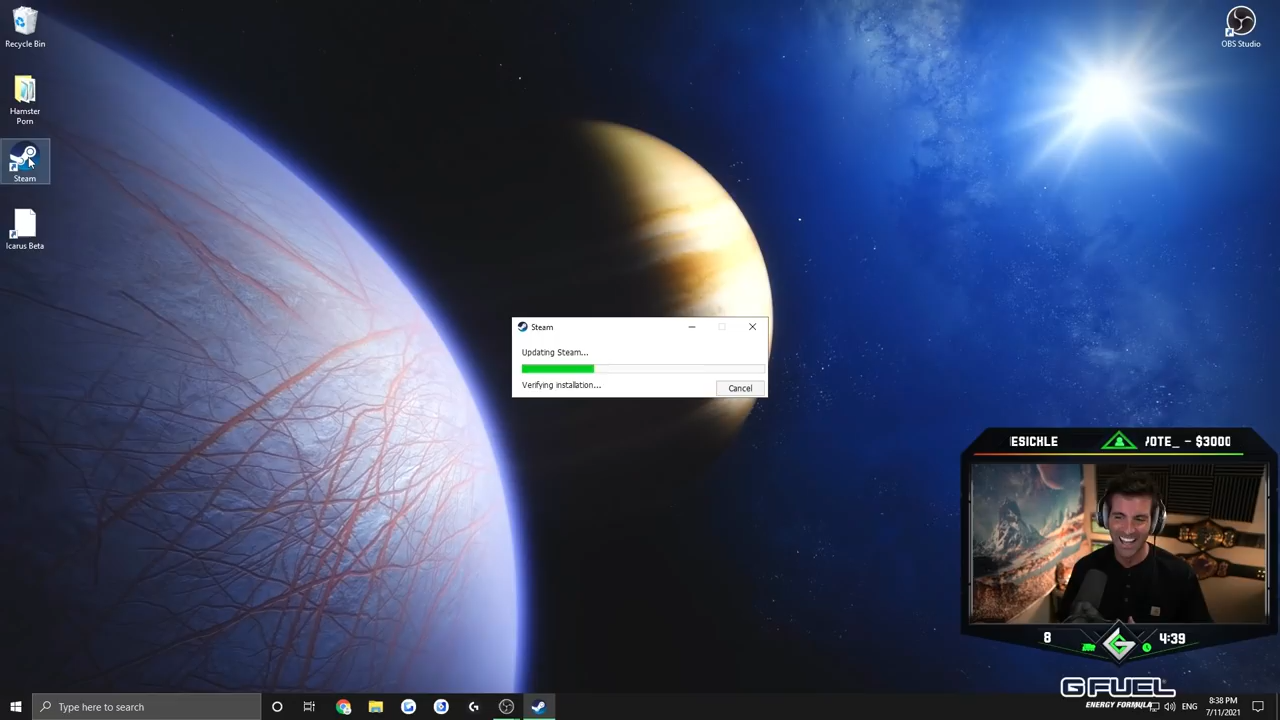 Recycle Bin
Hamster
Porn
Steam
Icarus Beta
OBS Studio
Steam
Updating Steam...
Verifying installation...
Cancel
ESICKLE
OTE_ - $3000
8
4:39
G FUEL
ENERGY FORMULA
Type here to search
ENG
8:38 PM
7/11/2021